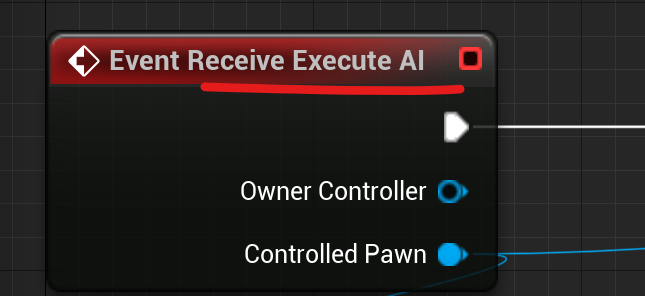 Event Receive Execute AI
Owner Controller
Controlled Pawn